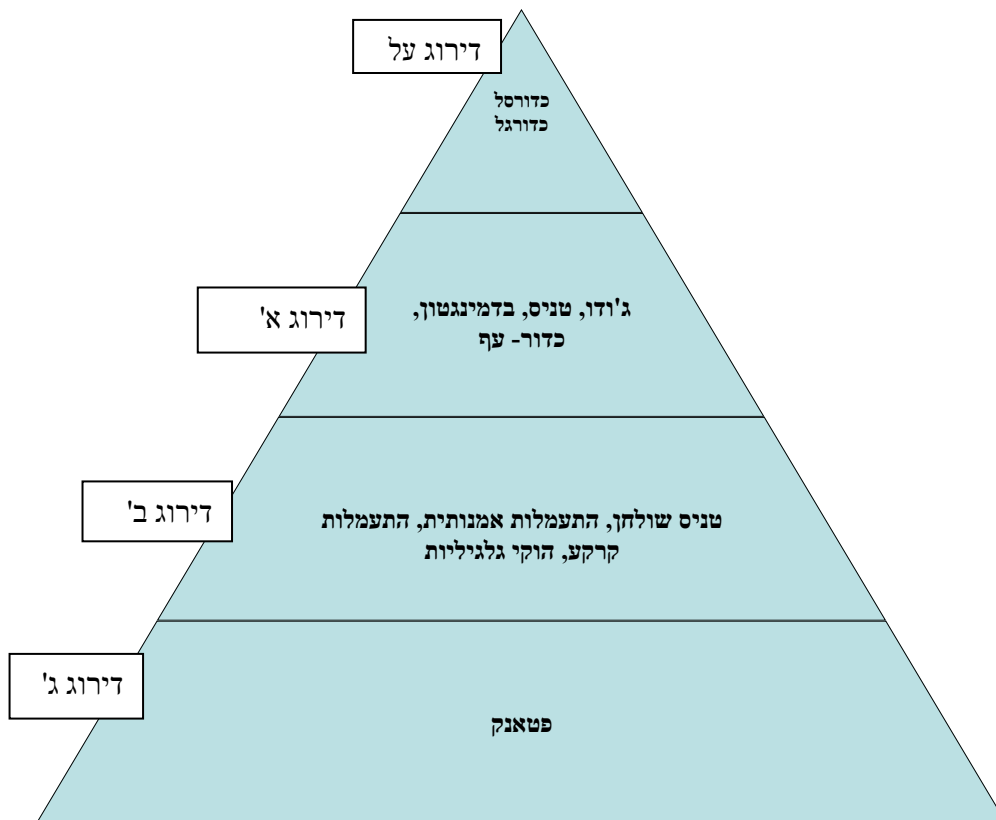 דירוג על
כדורסל
כדורגל
דירוג א'
ג'ודו, טניס, בדמינגטון,
כדור- עף
דירוג ב'
טניס שולחן, התעמלות אמנותית, התעמלות
קרקע, הוקי גלגיליות
דירוג ג'
פטאנק